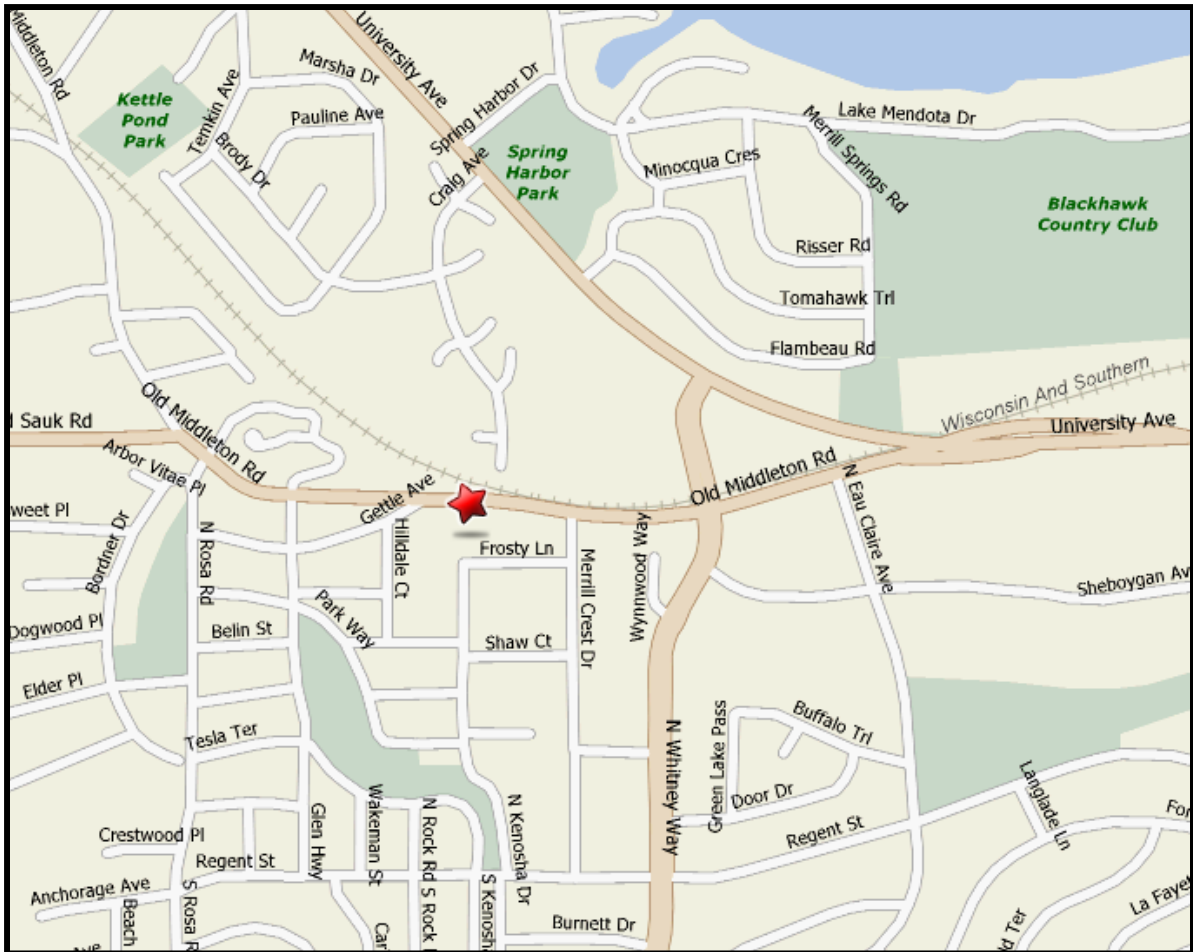 Middleton Rd
University Ave
Marsha Dr
Kettle
Pond
Park
Temkin Ave
Pauline Ave
Brody Dr
Spring Harbor Dr
Craig Ave
Spring
Harbor
Park
Lake Mendota Dr
Merrill Springs Rd
Minocqua Cres
Blackhawk
Country Club
Risser Rd
Tomahawk Trl
Flambeau Rd
Wisconsin And Southern
University Ave
l Sauk Rd
Old Middleton Rd
Arbor Vitae Pl
Old Middleton Rd
Gettle Ave
weet Pl
Bordner Dr
N Rosa Rd
Hilldale Ct
Frosty Ln
Merrill Crest Dr
Wynnwood Way
N Eau Claire Ave
Sheboygan Av
Dogwood Pl
Belin St
Park Way
Shaw Ct
Elder Pl
Tesla Ter
N Whitney Way
Green Lake Pass
Buffalo Trl
Door Dr
Langlade Ln
For
Crestwood Pl
Glen Hwy
Wakeman St
N Rock Rd
N Kenosha Dr
Regent St
Regent St
Anchorage Ave
Beach
S Rosa R
Car
S Rock
S Kenosh
Burnett Dr
d Ter
La Fayet
Ave